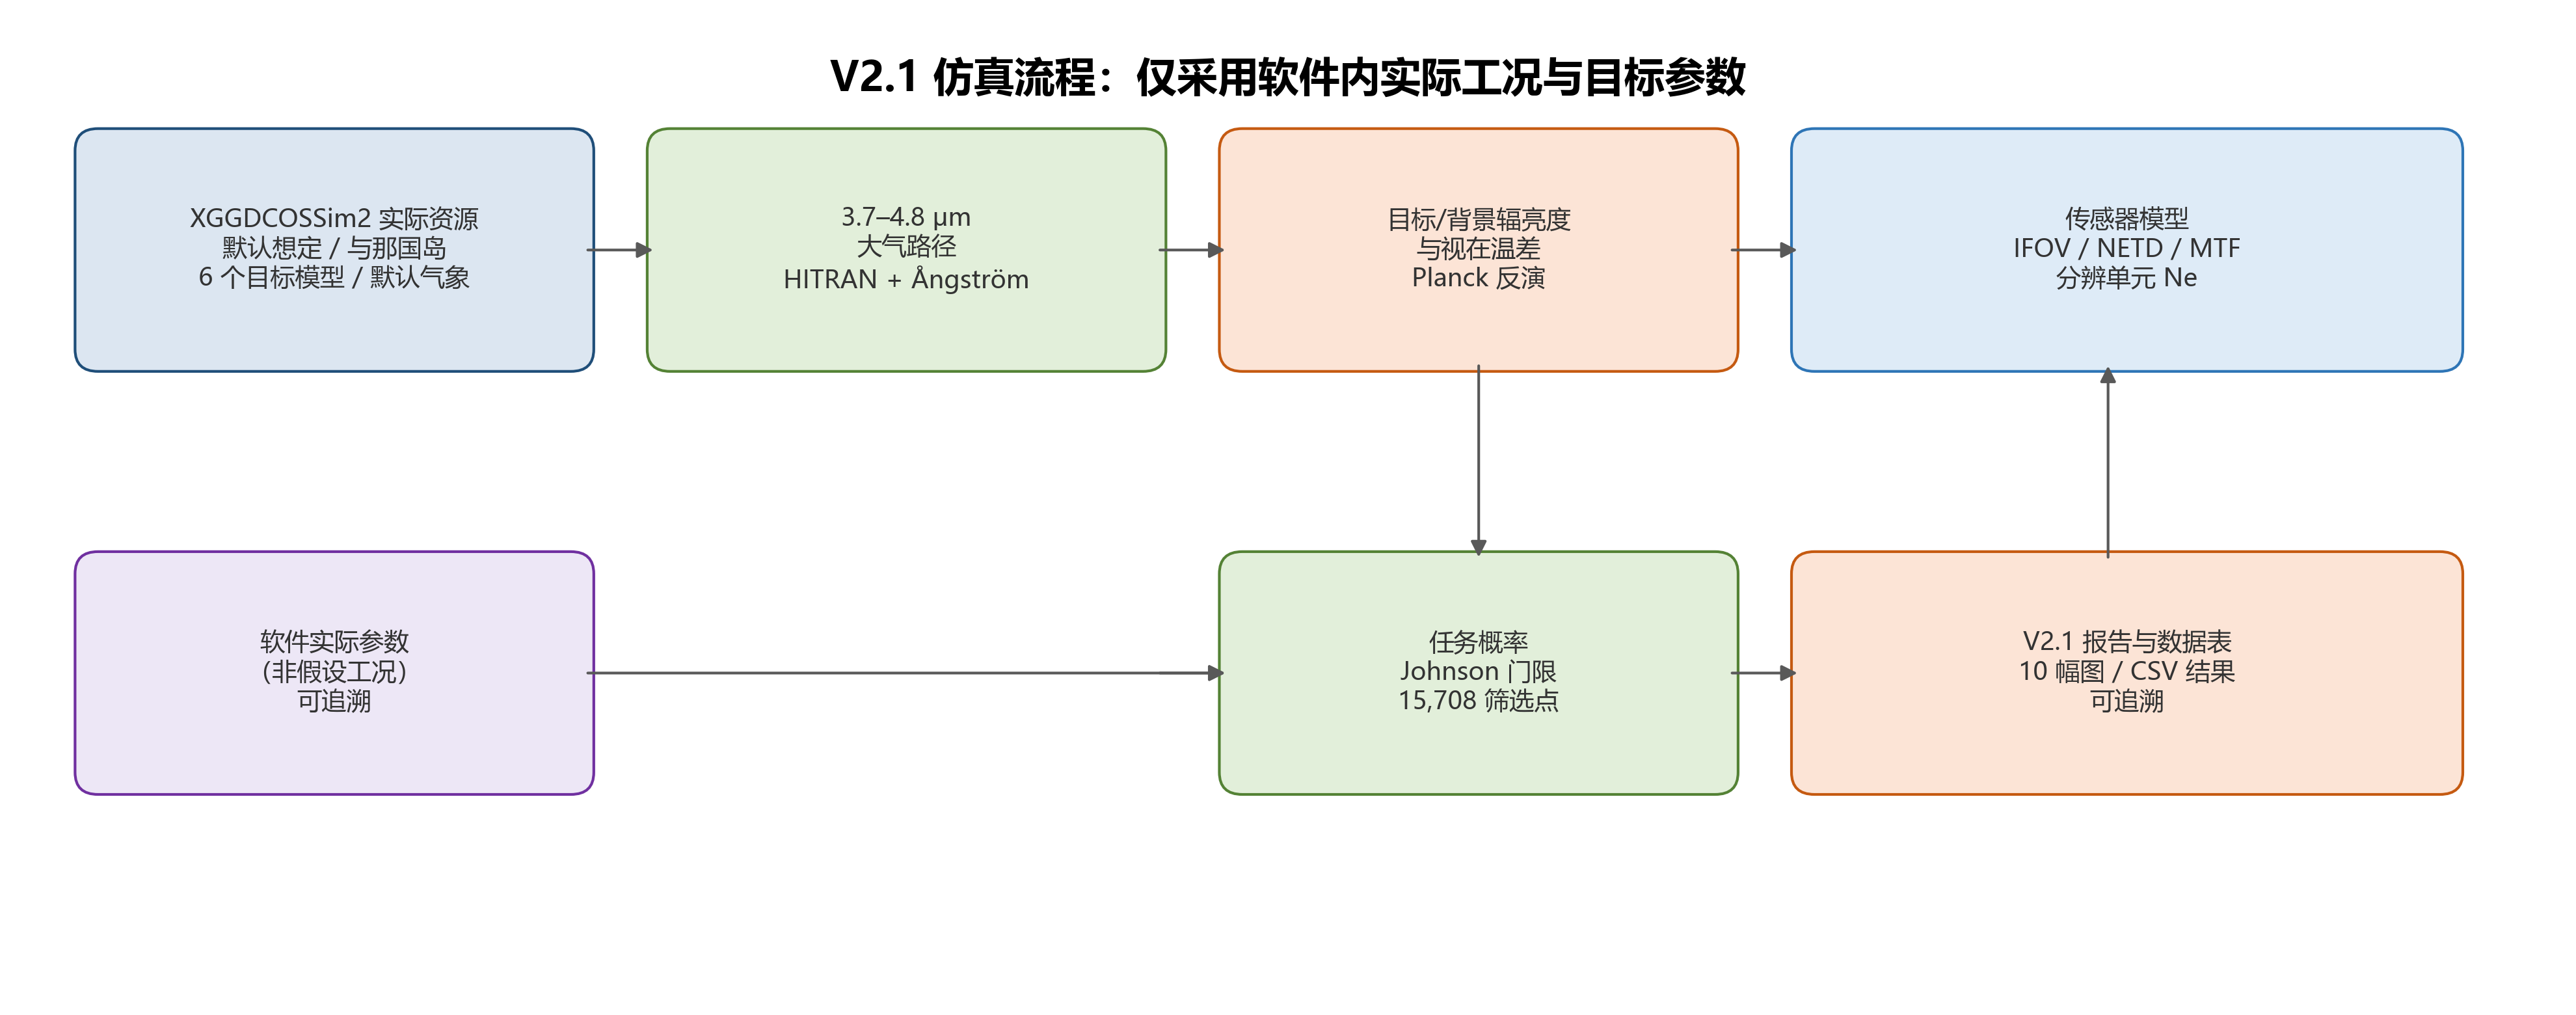 V2.1 仿真流程：仅采用软件内实际工况与目标参数
XGGDCOSSim2 实际资源
默认想定 / 与那国岛
6 个目标模型 / 默认气象
3.7–4.8 μm
大气路径
HITRAN + Ångström
目标/背景辐亮度
与视在温差
Planck 反演
传感器模型
IFOV / NETD / MTF
分辨单元 Ne
软件实际参数
(非假设工况)
可追溯
任务概率
Johnson 门限
15,708 筛选点
V2.1 报告与数据表
10 幅图 / CSV 结果
可追溯